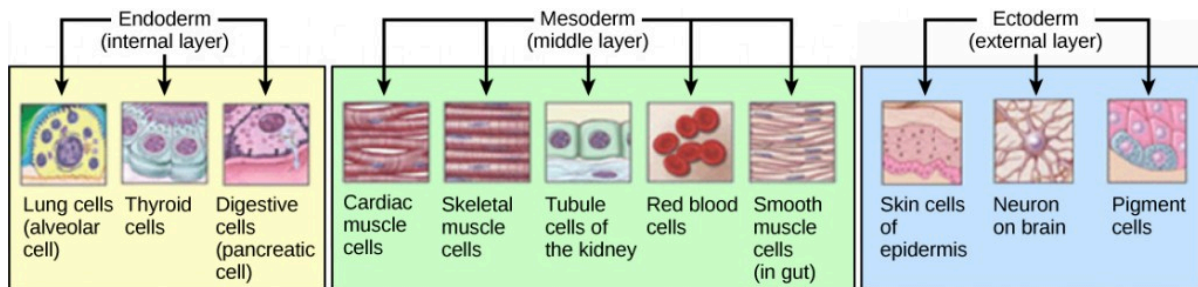 Endoderm
(internal layer)
Mesoderm
(middle layer)
Ectoderm
(external layer)
Lung cells
(alveolar
cell)
Thyroid
cells
Digestive
cells
(pancreatic
cell)
Cardiac
muscle
cells
Skeletal
muscle
cells
Tubule
cells of
the kidney
Red blood
cells
Smooth
muscle
cells
(in gut)
Skin cells
of
epidermis
Neuron
on brain
Pigment
cells